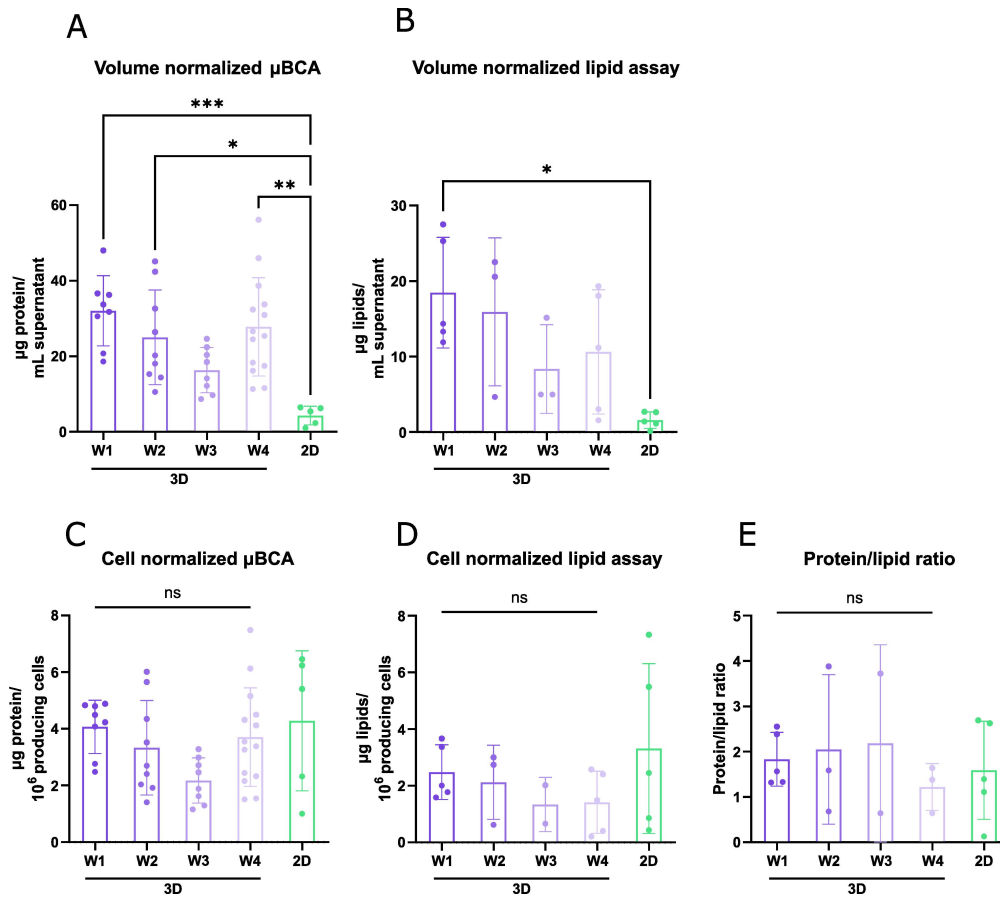 A
B
Volume normalized µBCA
Volume normalized lipid assay
***
*
**
*
µg protein/
mL supernatant
60
40
20
0
W1 W2 W3 W4 2D
3D
µg lipids/
mL supernatant
30
20
10
0
W1 W2 W3 W4 2D
3D
C
D
E
Cell normalized µBCA
Cell normalized lipid assay
Protein/lipid ratio
ns
ns
ns
µg protein/
10⁶ producing cells
8
6
4
2
0
W1 W2 W3 W4 2D
3D
µg lipids/
10⁶ producing cells
8
6
4
2
0
W1 W2 W3 W4 2D
3D
Protein/lipid ratio
5
4
3
2
1
0
W1 W2 W3 W4 2D
3D